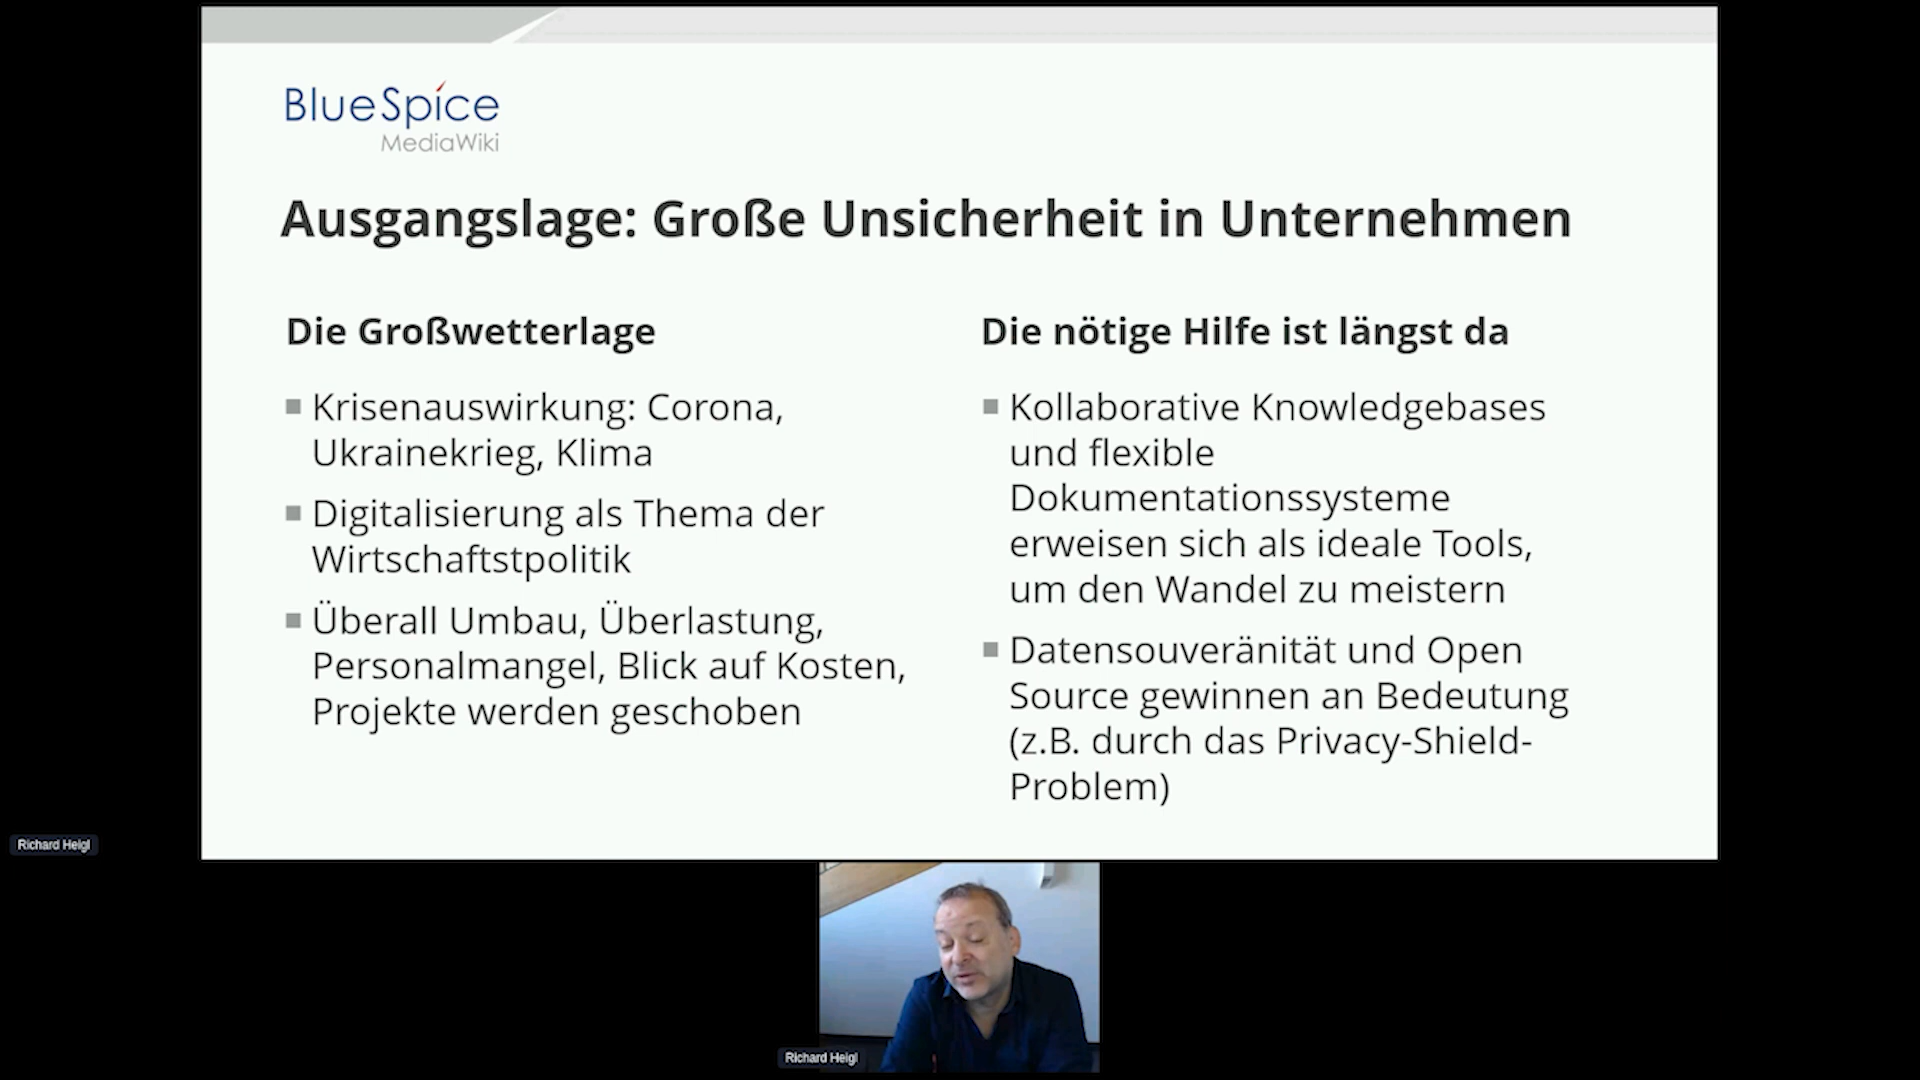 BlueSpice
MediaWiki
Ausgangslage: Große Unsicherheit in Unternehmen
Die Großwetterlage
Krisenauswirkung: Corona,
Ukrainekrieg, Klima
Digitalisierung als Thema der
Wirtschaftstpolitik
Überall Umbau, Überlastung,
Personalmangel, Blick auf Kosten,
Projekte werden geschoben
Die nötige Hilfe ist längst da
Kollaborative Knowledgebases
und flexible
Dokumentationssysteme
erweisen sich als ideale Tools,
um den Wandel zu meistern
Datensouveränität und Open
Source gewinnen an Bedeutung
(z.B. durch das Privacy-Shield-
Problem)
Richard Heigl
Richard Heigl